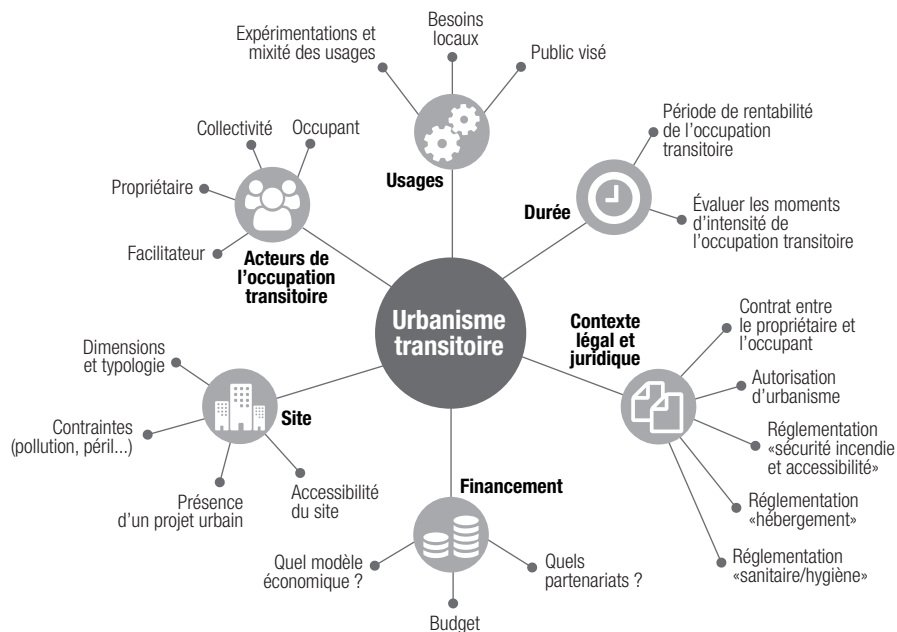 Besoins
locaux
Expérimentations et
mixité des usages
Public visé
Usages
Période de rentabilité
de l'occupation
transitoire
Durée
Évaluer les moments
d'intensité de
l'occupation transitoire
Collectivité
Occupant
Propriétaire
Facilitateur
Acteurs de
l'occupation
transitoire
Urbanisme
transitoire
Contexte
légal et
juridique
Contrat entre
le propriétaire et
l'occupant
Autorisation
d'urbanisme
Réglementation
«sécurité incendie
et accessibilité»
Réglementation
«hébergement»
Réglementation
«sanitaire/hygiène»
Dimensions
et typologie
Site
Contraintes
(pollution, péril...)
Présence
d'un projet urbain
Accessibilité
du site
Financement
Quel modèle
économique ?
Quels
partenariats ?
Budget